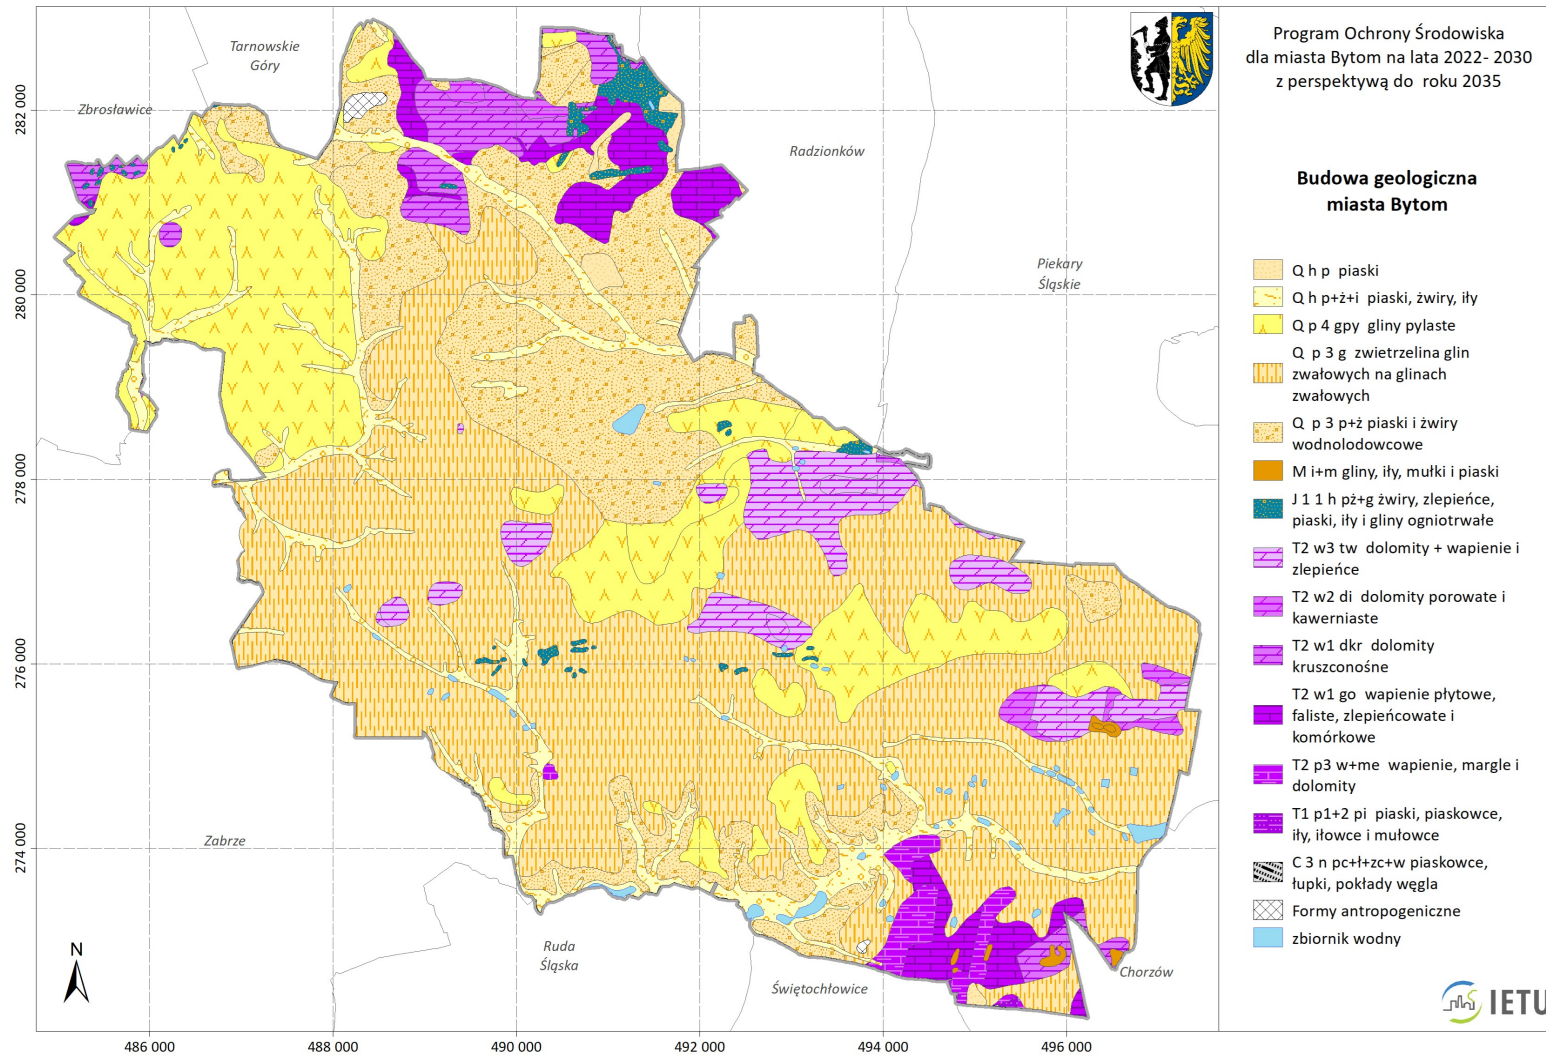 Program Ochrony Środowiska
dla miasta Bytom na lata 2022- 2030
z perspektywą do roku 2035
Budowa geologiczna
miasta Bytom
Q h p piaski
Q h p+ż+i piaski, żwiry, iły
Q p 4 gpy gliny pylaste
Q p 3 g zwietrzelina glin
zwałowych na glinach
zwałowych
Q p 3 p+ż piaski i żwiry
wodnolodowcowe
M i+m gliny, iły, mułki i piaski
J 1 1 h pż+g żwiry, zlepieńce,
piaski, iły i gliny ogniotrwałe
T2 w3 tw dolomity + wapienie i
zlepieńce
T2 w2 di dolomity porowate i
kawerniaste
T2 w1 dkr dolomity
kruszconośne
T2 w1 go wapienie płytowe,
faliste, zlepieńcowate i
komórkowe
T2 p3 w+me wapienie, margle i
dolomity
T1 p1+2 pi piaski, piaskowce,
iły, iłowce i mułowce
C 3 n pc+ł+zc+w piaskowce,
łupki, pokłady węgla
Formy antropogeniczne
zbiornik wodny
IETU
Tarnowskie
Góry
Zbrosławice
Radzionków
Piekary
Śląskie
Zabrze
Ruda
Śląska
Świętochłowice
Chorzów
N
282 000
280 000
278 000
276 000
274 000
486 000
488 000
490 000
492 000
494 000
496 000